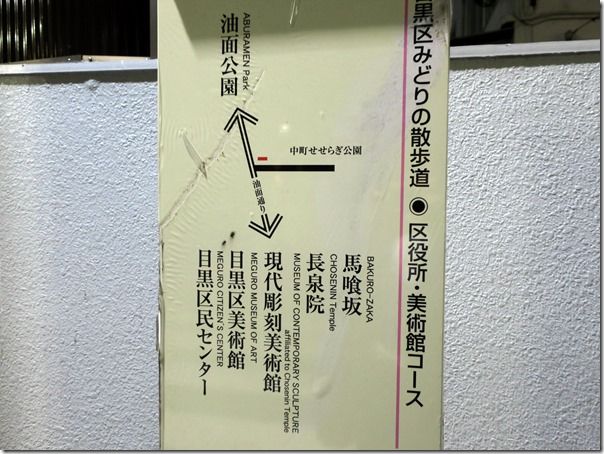 目黒区みどりの散歩道 ◉ 区役所・美術館コース
ABURAMEN Park
油面公園
中町せせらぎ公園
油面通り
BAKURO-ZAKA
馬喰坂
CHOSENIN Temple
長泉院
MUSEUM OF CONTEMPORARY SCULPTURE
affiliated to Chosenin Temple
現代彫刻美術館
MEGURO MUSEUM OF ART
目黒区美術館
MEGURO CITIZEN'S CENTER
目黒区民センター